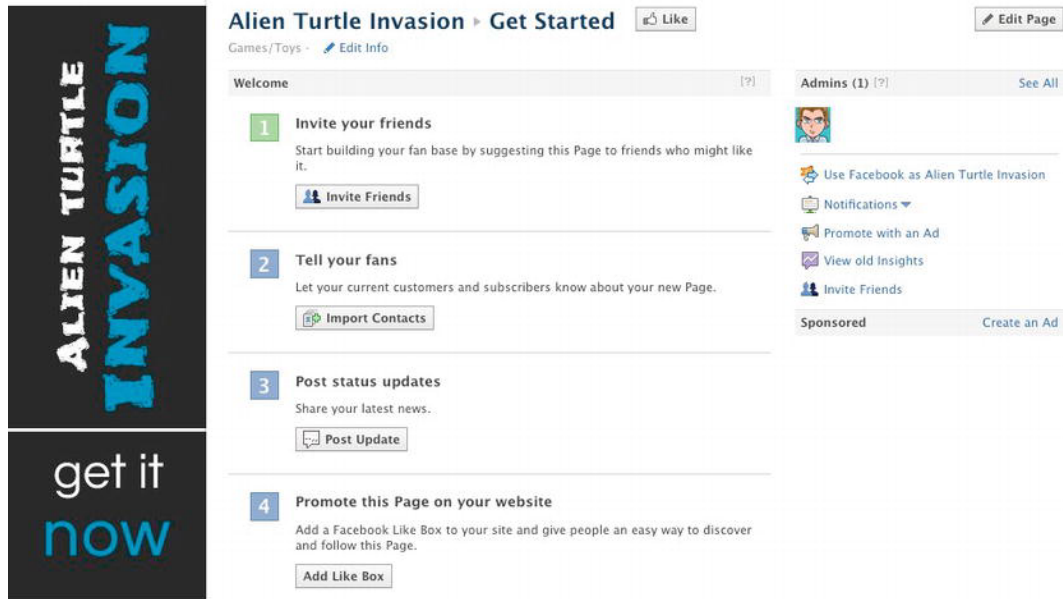 ALIEN TURTLE
INVASION
get it
now
Alien Turtle Invasion ▸ Get Started
Like
Edit Page
Games/Toys · Edit Info
Welcome [?]
1 Invite your friends
Start building your fan base by suggesting this Page to friends who might like
it.
Invite Friends
2 Tell your fans
Let your current customers and subscribers know about your new Page.
Import Contacts
3 Post status updates
Share your latest news.
Post Update
4 Promote this Page on your website
Add a Facebook Like Box to your site and give people an easy way to discover
and follow this Page.
Add Like Box
Admins (1) [?] See All
Use Facebook as Alien Turtle Invasion
Notifications
Promote with an Ad
View old Insights
Invite Friends
Sponsored Create an Ad